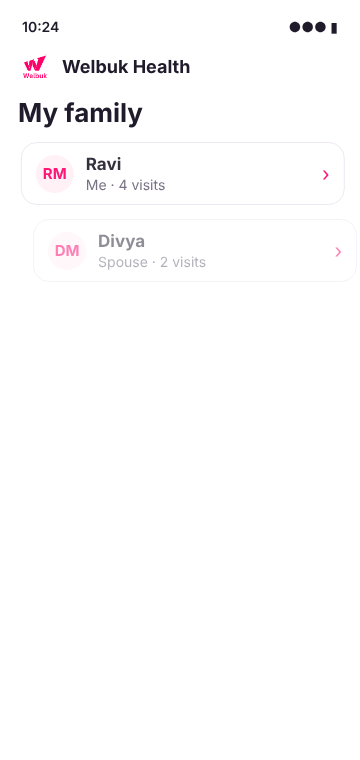 10:24
Welbuk
Welbuk Health
My family
RM
Ravi
Me · 4 visits
DM
Divya
Spouse · 2 visits